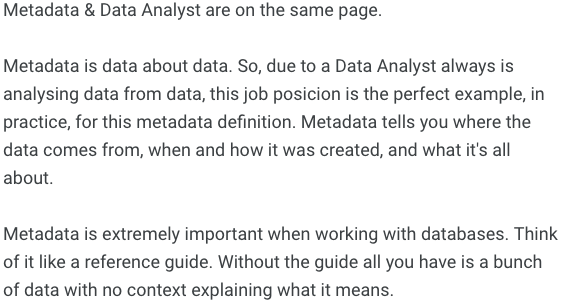 Metadata & Data Analyst are on the same page.
Metadata is data about data. So, due to a Data Analyst always is
analysing data from data, this job posicion is the perfect example, in
practice, for this metadata definition. Metadata tells you where the
data comes from, when and how it was created, and what it's all
about.
Metadata is extremely important when working with databases. Think
of it like a reference guide. Without the guide all you have is a bunch
of data with no context explaining what it means.